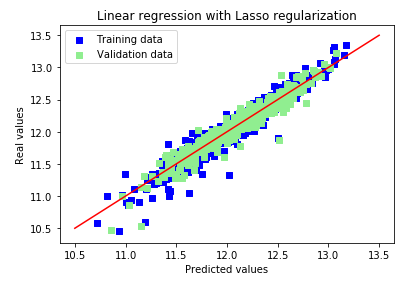 Linear regression with Lasso regularization
Training data
Validation data
Real values
13.5
13.0
12.5
12.0
11.5
11.0
10.5
10.5 11.0 11.5 12.0 12.5 13.0 13.5
Predicted values